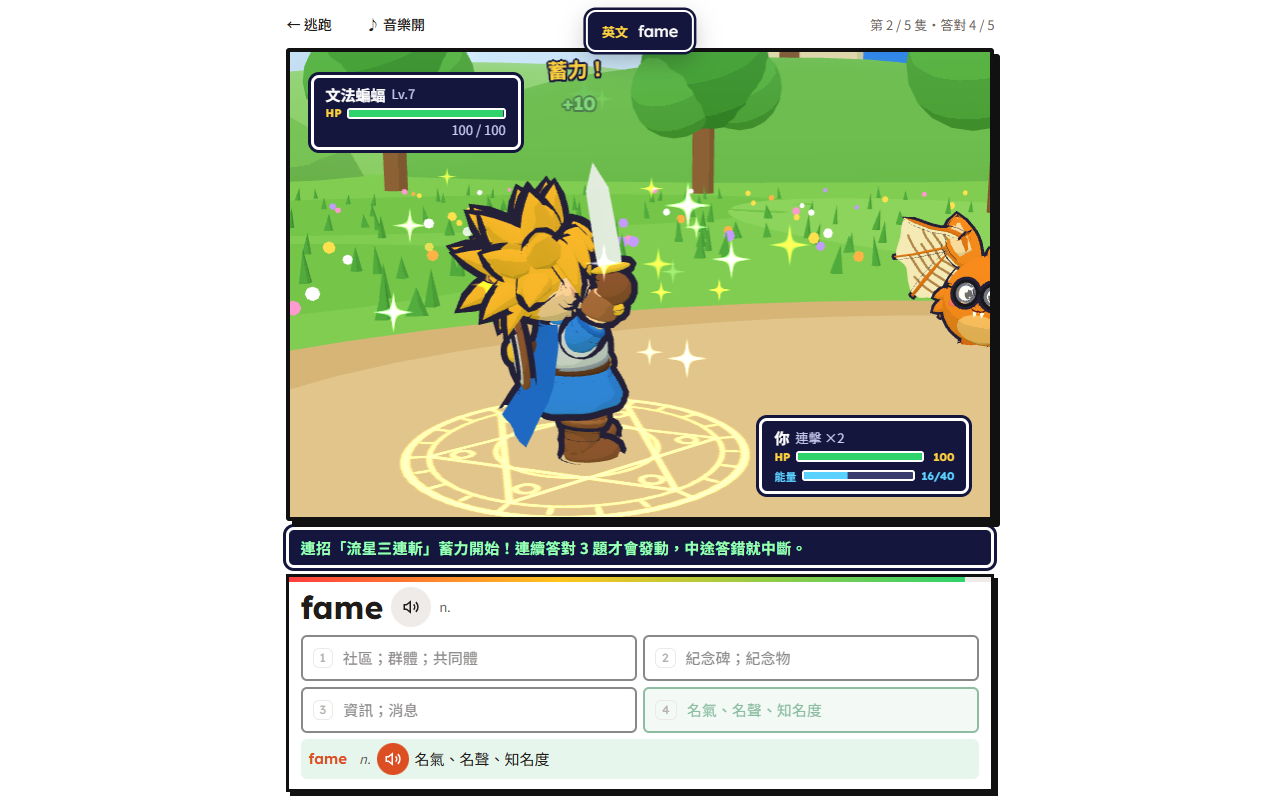 ← 逃跑
♪ 音樂開
英文 fame
第 2 / 5 隻・答對 4 / 5
蓄力！
+10
文法蝙蝠 Lv.7
HP
100 / 100
你 連擊 ×2
HP 100
能量 16/40
連招「流星三連斬」蓄力開始！連續答對 3 題才會發動，中途答錯就中斷。
fame n.
1 社區；群體；共同體
2 紀念碑；紀念物
3 資訊；消息
4 名氣、名聲、知名度
fame n. 名氣、名聲、知名度